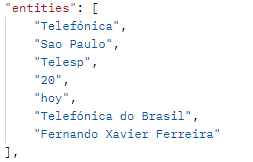 "entities": [
"Telefónica",
"Sao Paulo",
"Telesp",
"20",
"hoy",
"Telefónica do Brasil",
"Fernando Xavier Ferreira"
],